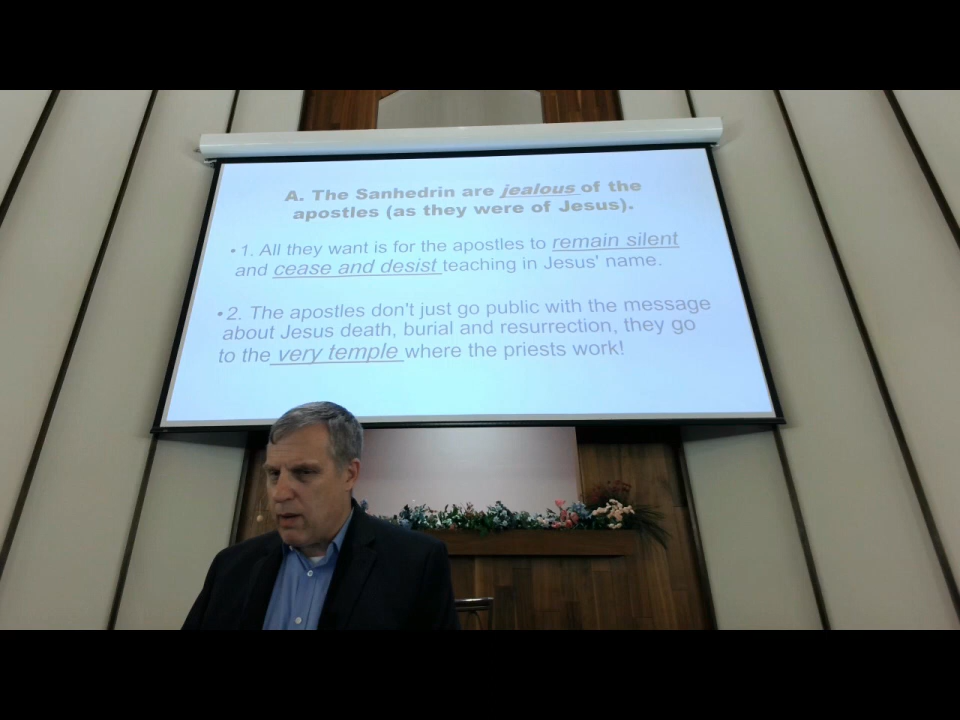 A. The Sanhedrin are jealous of the
apostles (as they were of Jesus).
• 1. All they want is for the apostles to remain silent
and cease and desist teaching in Jesus' name.
• 2. The apostles don't just go public with the message
about Jesus death, burial and resurrection, they go
to the very temple where the priests work!